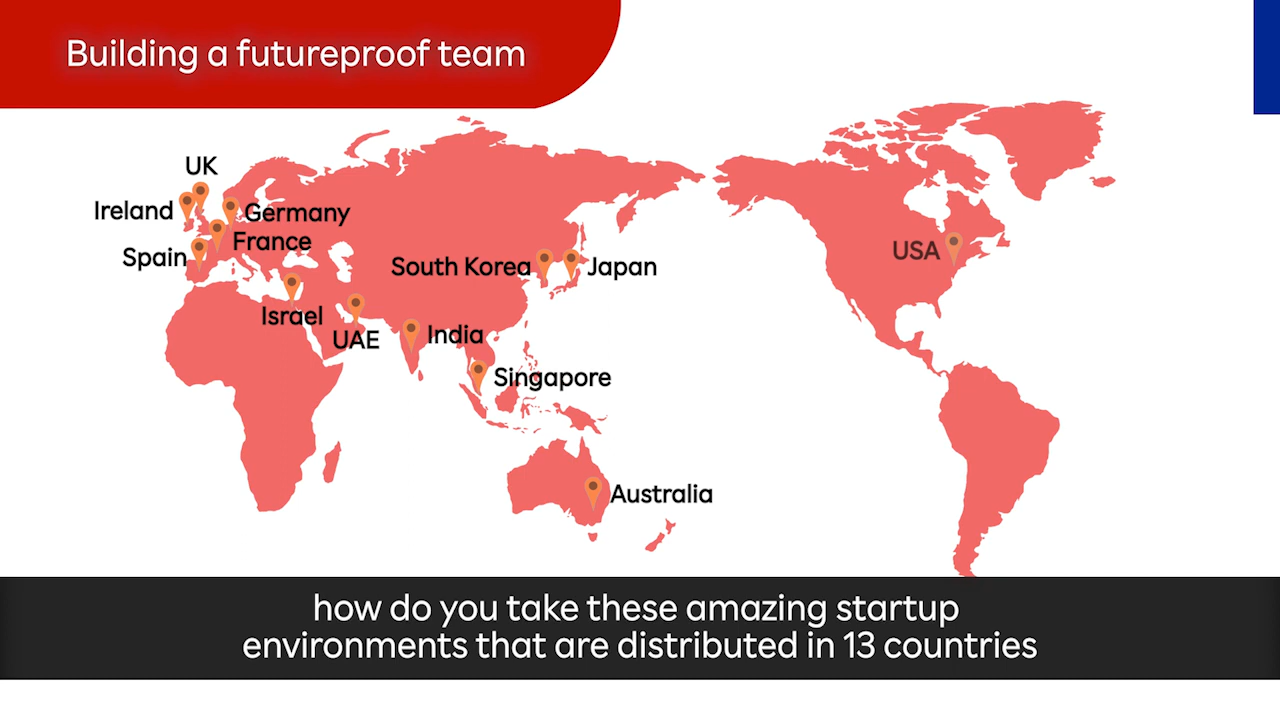 Building a futureproof team
UK
Ireland
Germany
France
Spain
South Korea
Japan
USA
Israel
UAE
India
Singapore
Australia
how do you take these amazing startup
environments that are distributed in 13 countries